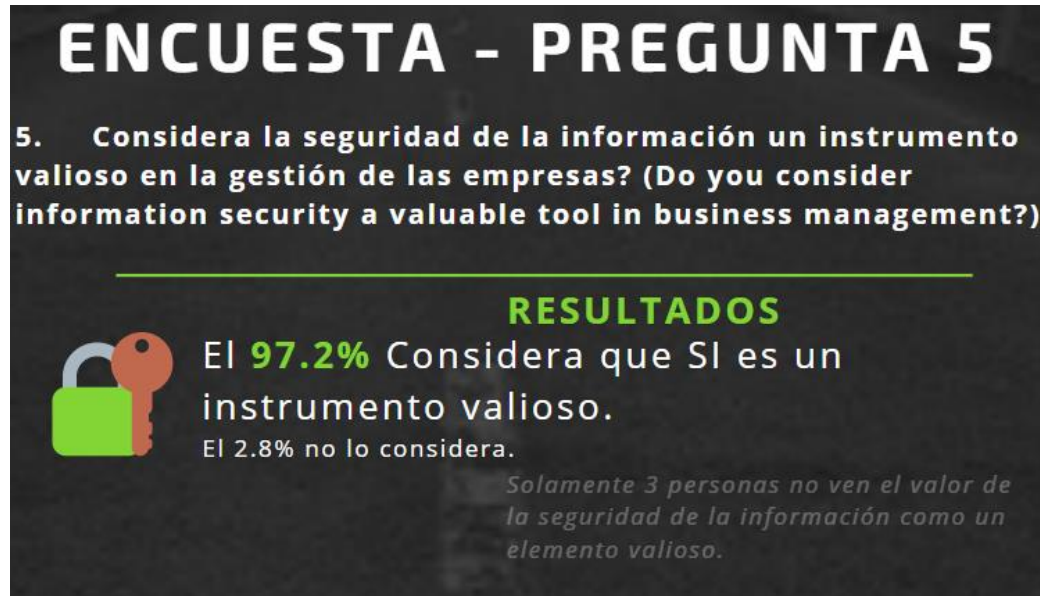 ENCUESTA - PREGUNTA 5
5. Considera la seguridad de la información un instrumento
valioso en la gestión de las empresas? (Do you consider
information security a valuable tool in business management?)
RESULTADOS
El 97.2% Considera que SI es un
instrumento valioso.
El 2.8% no lo considera.
Solamente 3 personas no ven el valor de
la seguridad de la información como un
elemento valioso.